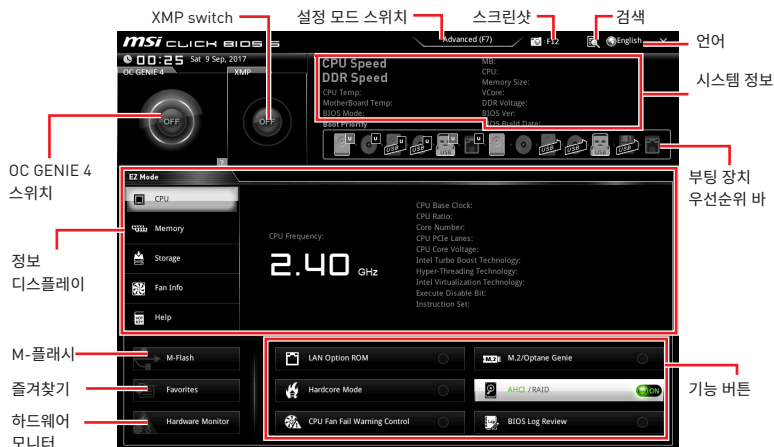 XMP switch
설정 모드 스위치
스크린샷
검색
msi CLICK BIOS 5
Advanced (F7)
: F12
English
X
언어
00:25 Sat 9 Sep, 2017
OC GENIE 4
XMP
OFF
OFF
CPU Speed
DDR Speed
CPU Temp:
MotherBoard Temp:
BIOS Mode:
Boot Priority
MB:
CPU:
Memory Size:
VCore:
DDR Voltage:
BIOS Ver:
BIOS Build Date:
시스템 정보
U
U
USB U
USB U
USB U
U
USB
USB
USB
USB
부팅 장치
우선순위 바
OC GENIE 4
스위치
?
EZ Mode
CPU
Memory
Storage
Fan Info
Help
CPU Frequency:
2.40 GHz
CPU Base Clock:
CPU Ratio:
Core Number:
CPU PCIe Lanes:
CPU Core Voltage:
Intel Turbo Boost Technology:
Hyper-Threading Technology:
Intel Virtualization Technology:
Execute Disable Bit:
Instruction Set:
정보
디스플레이
M-플래시
즐겨찾기
하드웨어
모니터
M-Flash
Favorites
Hardware Monitor
LAN Option ROM
M.2/Optane Genie
Hardcore Mode
AHCI /RAID
ON
CPU Fan Fail Warning Control
BIOS Log Review
기능 버튼